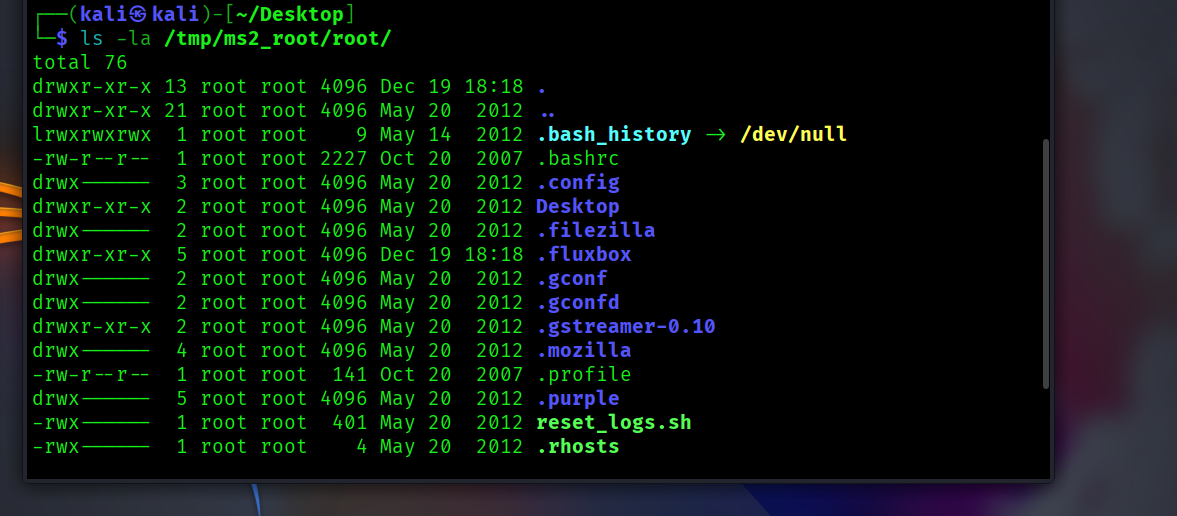 ┌──(kali㉿kali)-[~/Desktop]
└─$ ls -la /tmp/ms2_root/root/
total 76
drwxr-xr-x 13 root root 4096 Dec 19 18:18 .
drwxr-xr-x 21 root root 4096 May 20  2012 ..
lrwxrwxrwx  1 root root    9 May 14  2012 .bash_history -> /dev/null
-rw-r--r--  1 root root 2227 Oct 20  2007 .bashrc
drwx------  3 root root 4096 May 20  2012 .config
drwxr-xr-x  2 root root 4096 May 20  2012 Desktop
drwx------  2 root root 4096 May 20  2012 .filezilla
drwxr-xr-x  5 root root 4096 Dec 19 18:18 .fluxbox
drwx------  2 root root 4096 May 20  2012 .gconf
drwx------  2 root root 4096 May 20  2012 .gconfd
drwxr-xr-x  2 root root 4096 May 20  2012 .gstreamer-0.10
drwx------  4 root root 4096 May 20  2012 .mozilla
-rw-r--r--  1 root root  141 Oct 20  2007 .profile
drwx------  5 root root 4096 May 20  2012 .purple
-rwx------  1 root root  401 May 20  2012 reset_logs.sh
-rwx------  1 root root    4 May 20  2012 .rhosts